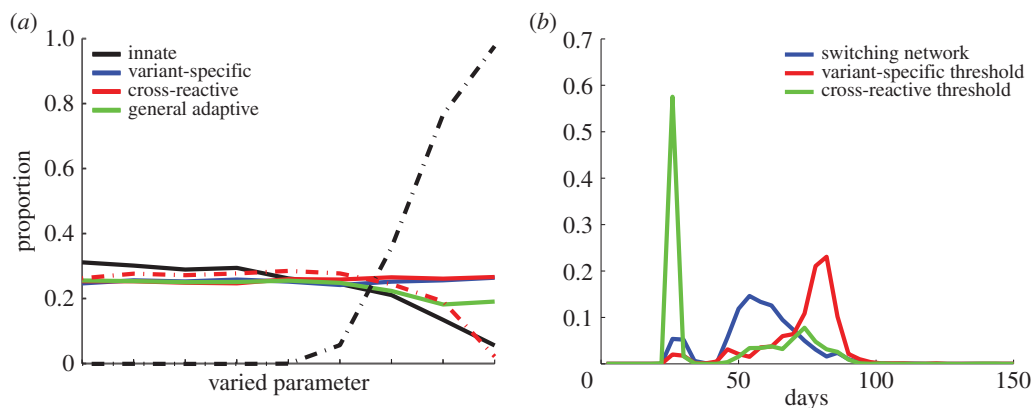 (a)
1.0
0.8
0.6
0.4
0.2
0
proportion
innate
variant-specific
cross-reactive
general adaptive
varied parameter
(b)
0.7
0.6
0.5
0.4
0.3
0.2
0.1
switching network
variant-specific threshold
cross-reactive threshold
0 50 100 150
days